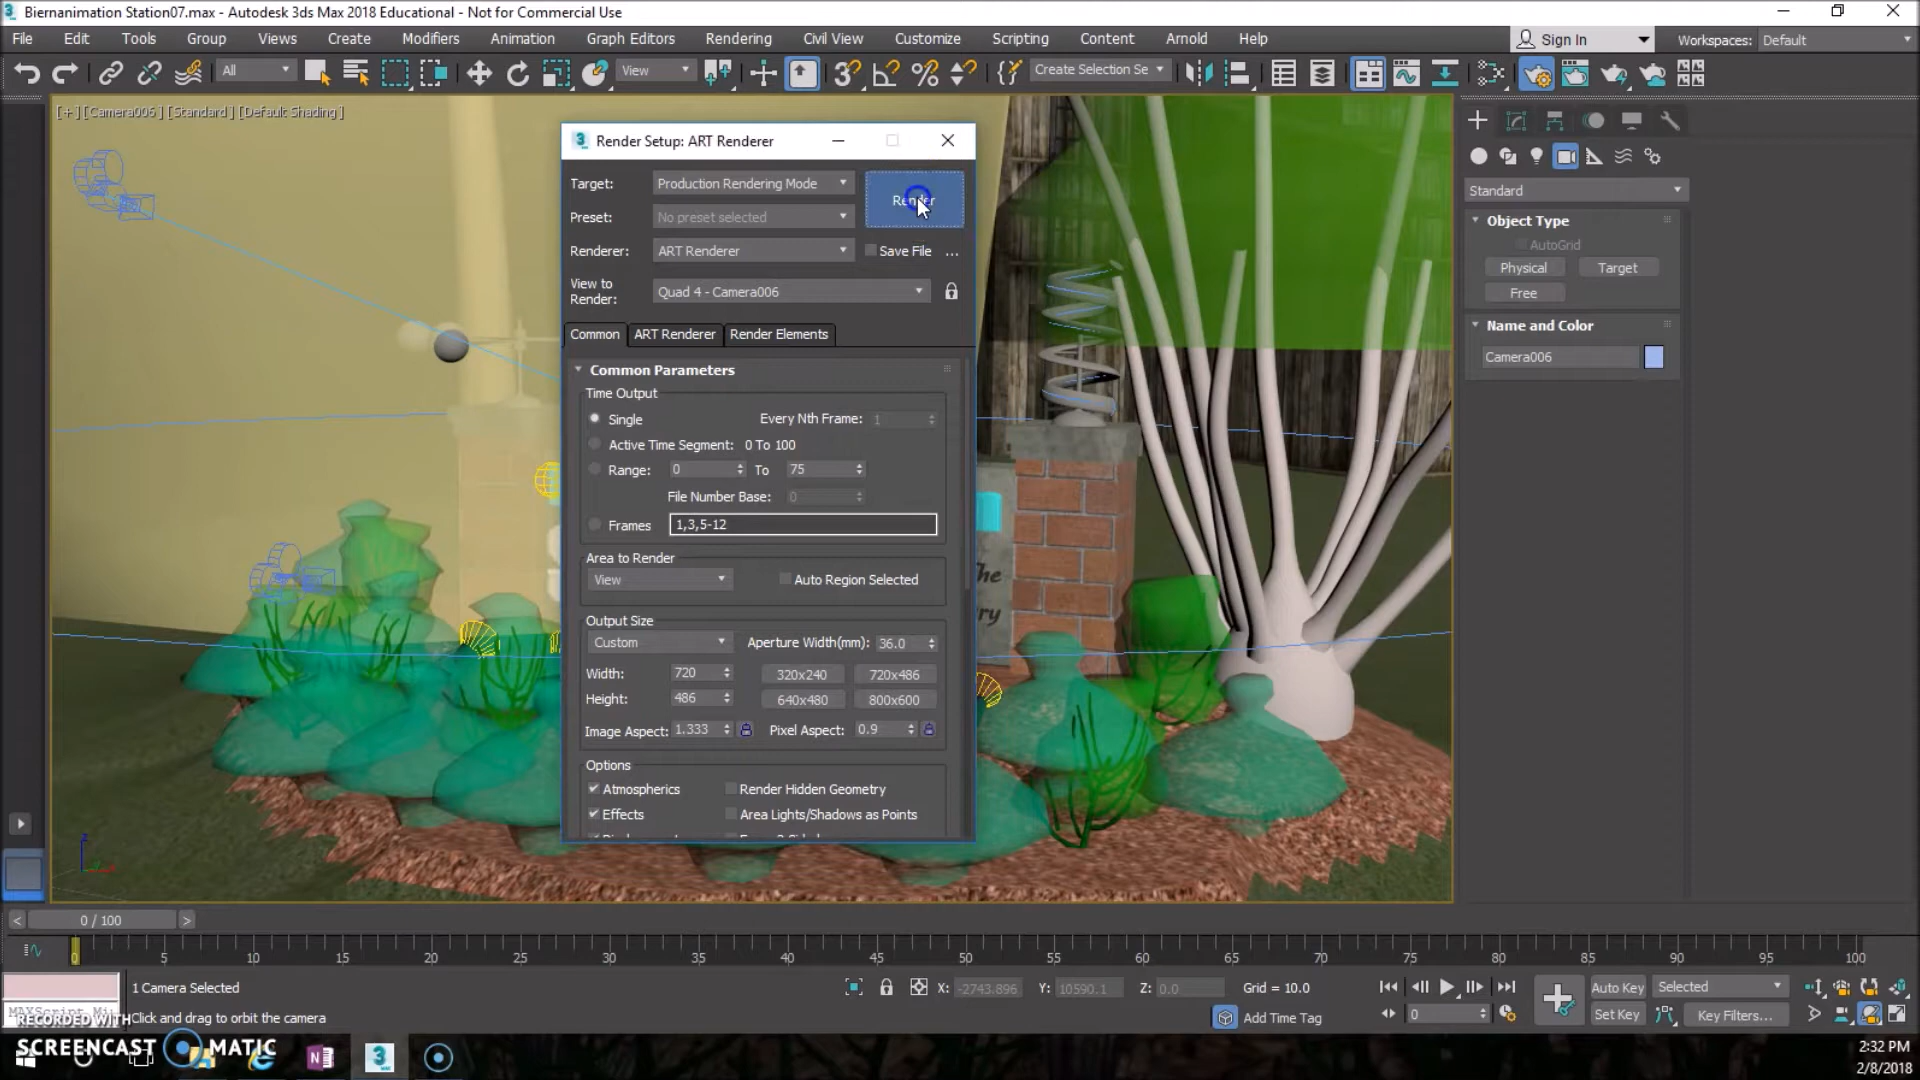 Biernanimation Station07.max - Autodesk 3ds Max 2018 Educational - Not for Commercial Use
File Edit Tools Group Views Create Modifiers Animation Graph Editors Rendering Civil View Customize Scripting Content Arnold Help Sign In Workspaces: Default
All View Create Selection Se
[+] [Camera006] [Standard] [Default Shading]
Render Setup: ART Renderer
Target: Production Rendering Mode Render
Preset: No preset selected
Renderer: ART Renderer Save File ...
View to
Render: Quad 4 - Camera006
Common ART Renderer Render Elements
Common Parameters
Time Output
Single Every Nth Frame: 1
Active Time Segment: 0 To 100
Range: 0 To 75
File Number Base: 0
Frames 1,3,5-12
Area to Render
View Auto Region Selected
Output Size
Custom Aperture Width(mm): 36.0
Width: 720 320x240 720x486
Height: 486 640x480 800x600
Image Aspect: 1.333 Pixel Aspect: 0.9
Options
Atmospherics Render Hidden Geometry
Effects Area Lights/Shadows as Points
Standard
Object Type
AutoGrid
Physical Target
Free
Name and Color
Camera006
The
0 / 100
0 5 10 15 20 25 30 35 40 45 50 55 60 65 70 75 80 85 90 95 100
1 Camera Selected X: -2743.896 Y: 10590.1 Z: 0.0 Grid = 10.0 Auto Key Selected
Click and drag to orbit the camera Add Time Tag 0 Set Key Key Filters...
RECORDED WITH
SCREENCAST MATIC
2:32 PM
2/8/2018